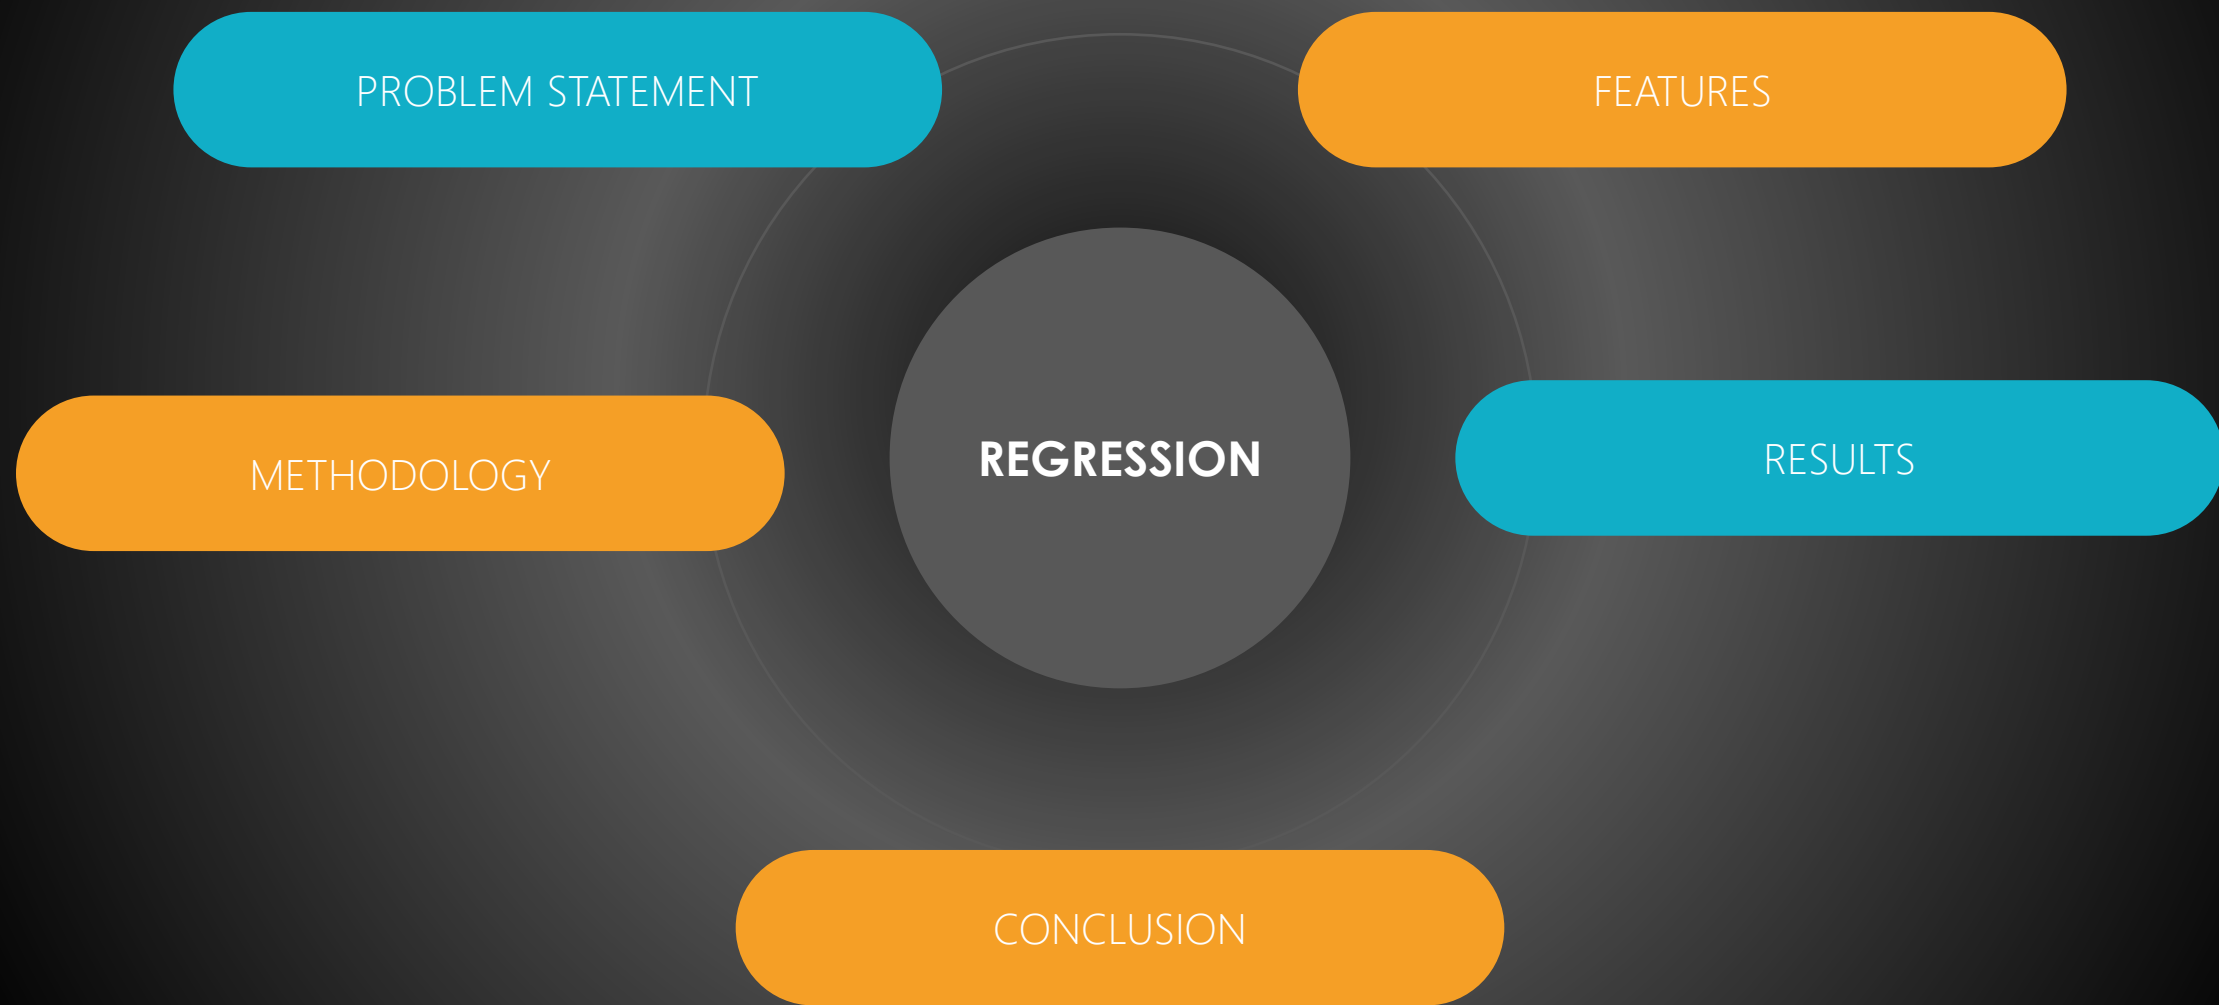 PROBLEM STATEMENT
FEATURES
METHODOLOGY
REGRESSION
RESULTS
CONCLUSION